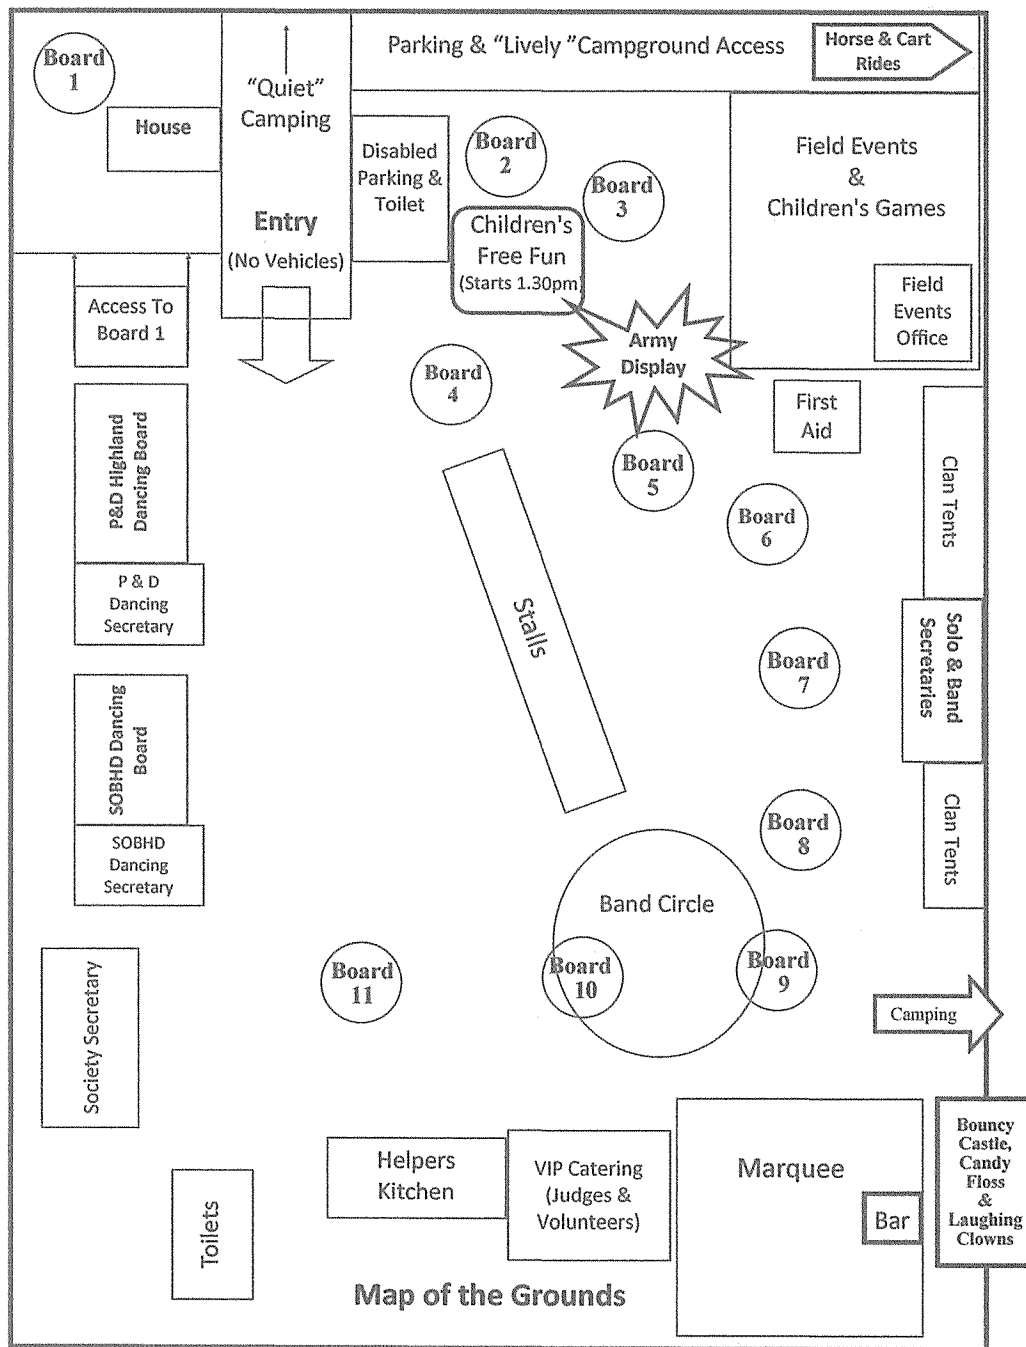 Board
1
House
"Quiet"
Camping
Entry
(No Vehicles)
Parking & "Lively "Campground Access
Horse & Cart
Rides
Disabled
Parking &
Toilet
Board
2
Board
3
Children's
Free Fun
(Starts 1.30pm)
Field Events
&
Children's Games
Field
Events
Office
Access To
Board 1
Army
Display
Board
4
First
Aid
P&D Highland
Dancing Board
P & D
Dancing
Secretary
Board
5
Board
6
Clan Tents
Stalls
Solo & Band
Secretaries
Board
7
SOBHD Dancing
Board
SOBHD
Dancing
Secretary
Board
8
Clan Tents
Band Circle
Board
11
Board
10
Board
9
Camping
Society Secretary
Toilets
Helpers
Kitchen
VIP Catering
(Judges &
Volunteers)
Marquee
Bar
Bouncy
Castle,
Candy
Floss
&
Laughing
Clowns
Map of the Grounds